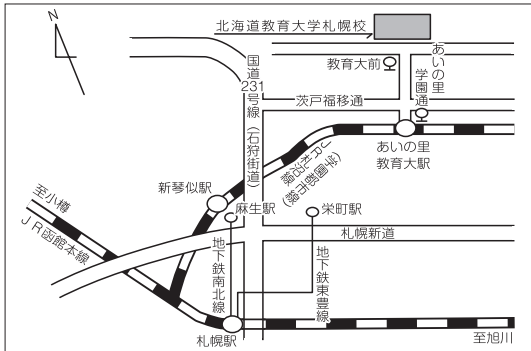 N
北海道教育大学札幌校
教育大前
あいの里
学園通
国道231号線（石狩街道）
茨戸福移通
あいの里
教育大駅
JR札沼線
（学園都市線）
新琴似駅
麻生駅
栄町駅
至小樽
JR函館本線
札幌新道
地下鉄南北線
地下鉄東豊線
札幌駅
至旭川